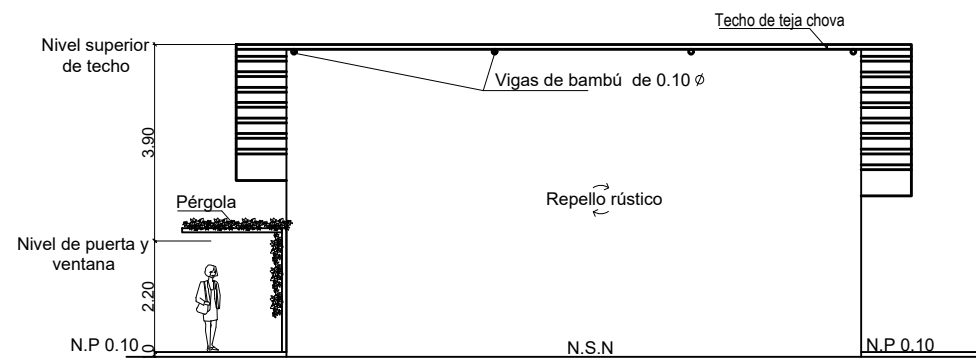 Techo de teja chova
Nivel superior
de techo
Vigas de bambú de 0.10 Ø
3.90
Repello rústico
Pérgola
Nivel de puerta y
ventana
2.20
N.P 0.10
0
N.S.N
N.P 0.10